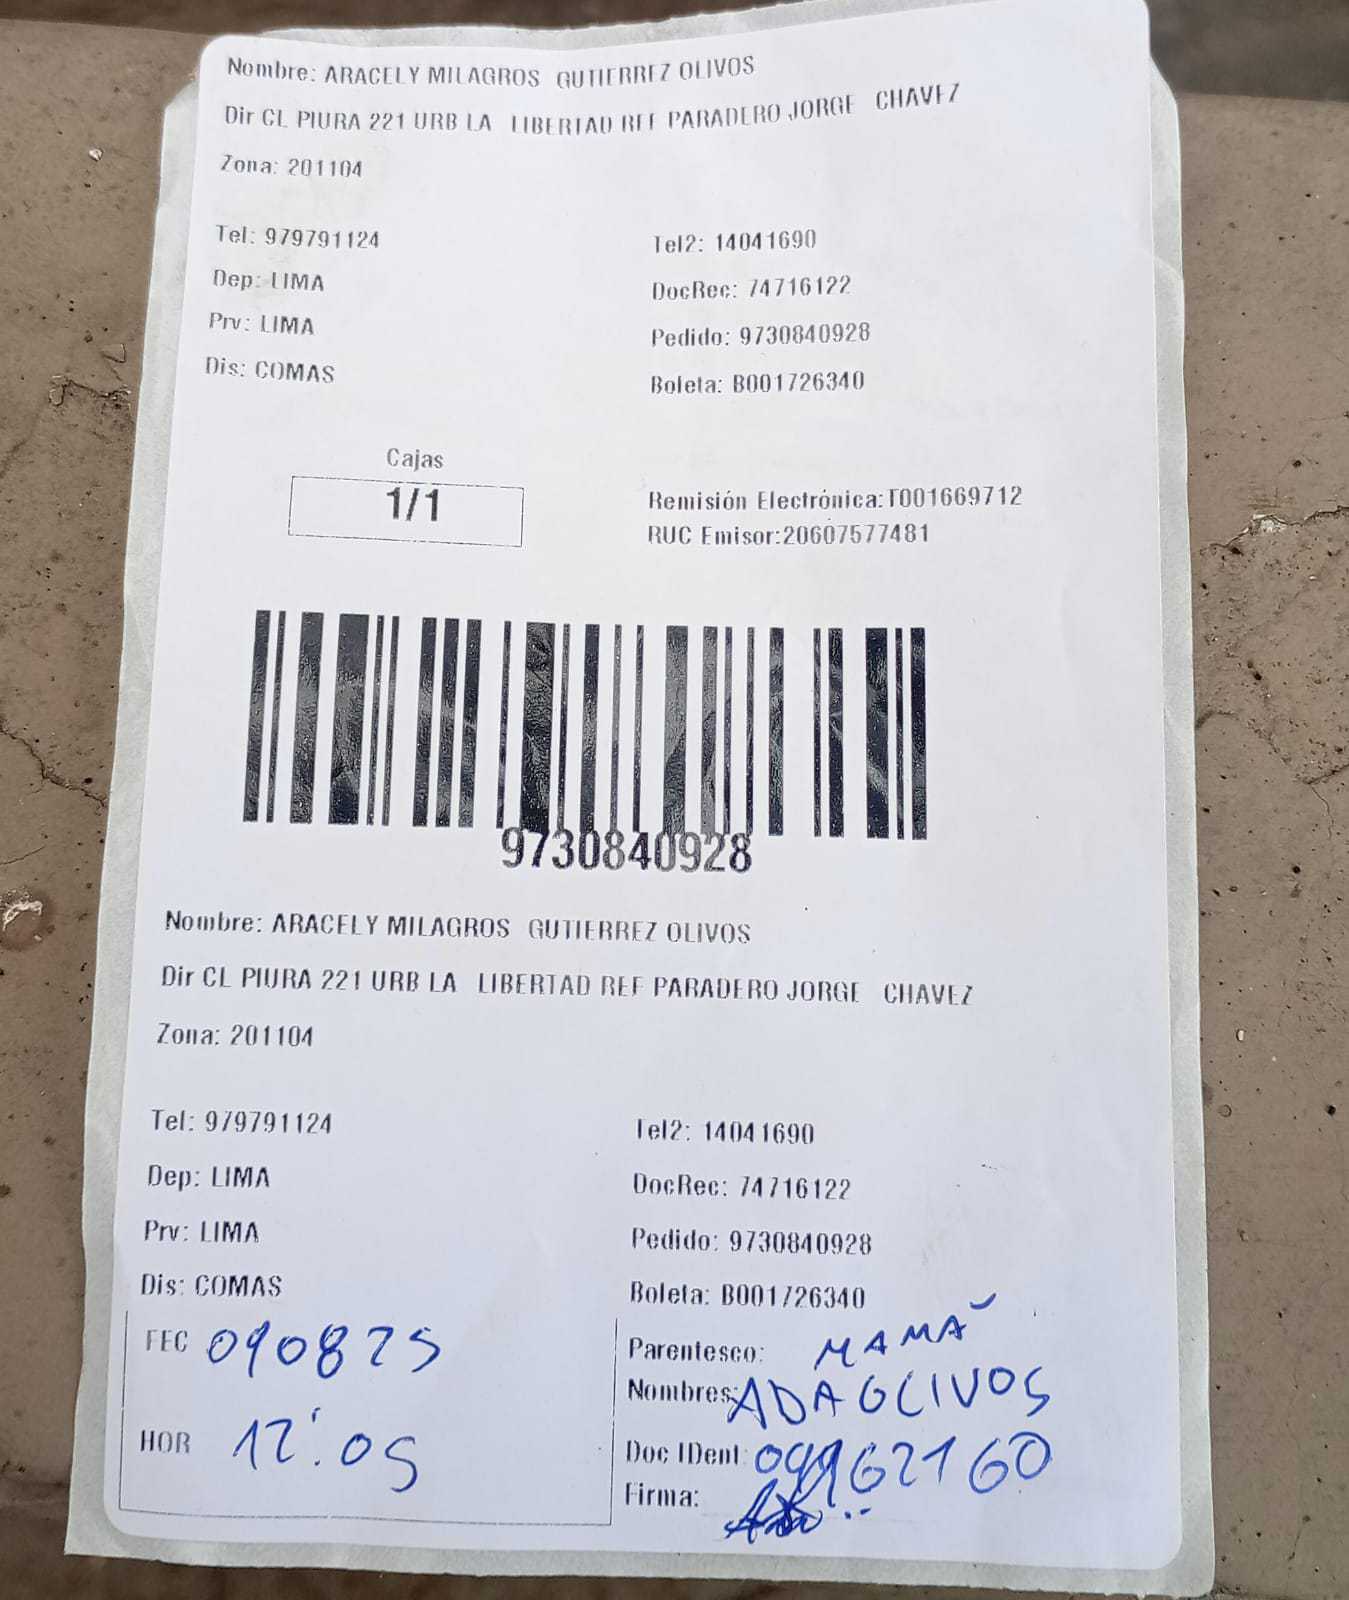 Nombre: ARACELY MILAGROS GUTIERREZ OLIVOS
Dir CL PIURA 221 URB LA LIBERTAD REF PARADERO JORGE CHAVEZ
Zona: 201104
Tel: 979791124 Tel2: 14041690
Dep: LIMA DocRec: 74716122
Prv: LIMA Pedido: 9730840928
Dis: COMAS Boleta: B001726340
Cajas
1/1
Remisión Electrónica:T001669712
RUC Emisor:20607577481
9730840928
Nombre: ARACELY MILAGROS GUTIERREZ OLIVOS
Dir CL PIURA 221 URB LA LIBERTAD REF PARADERO JORGE CHAVEZ
Zona: 201104
Tel: 979791124 Tel2: 14041690
Dep: LIMA DocRec: 74716122
Prv: LIMA Pedido: 9730840928
Dis: COMAS Boleta: B001726340
FEC 090825 Parentesco: MAMÁ
Nombres: ADA OLIVOS
HOR 12:05 Doc IDent:
Firma: